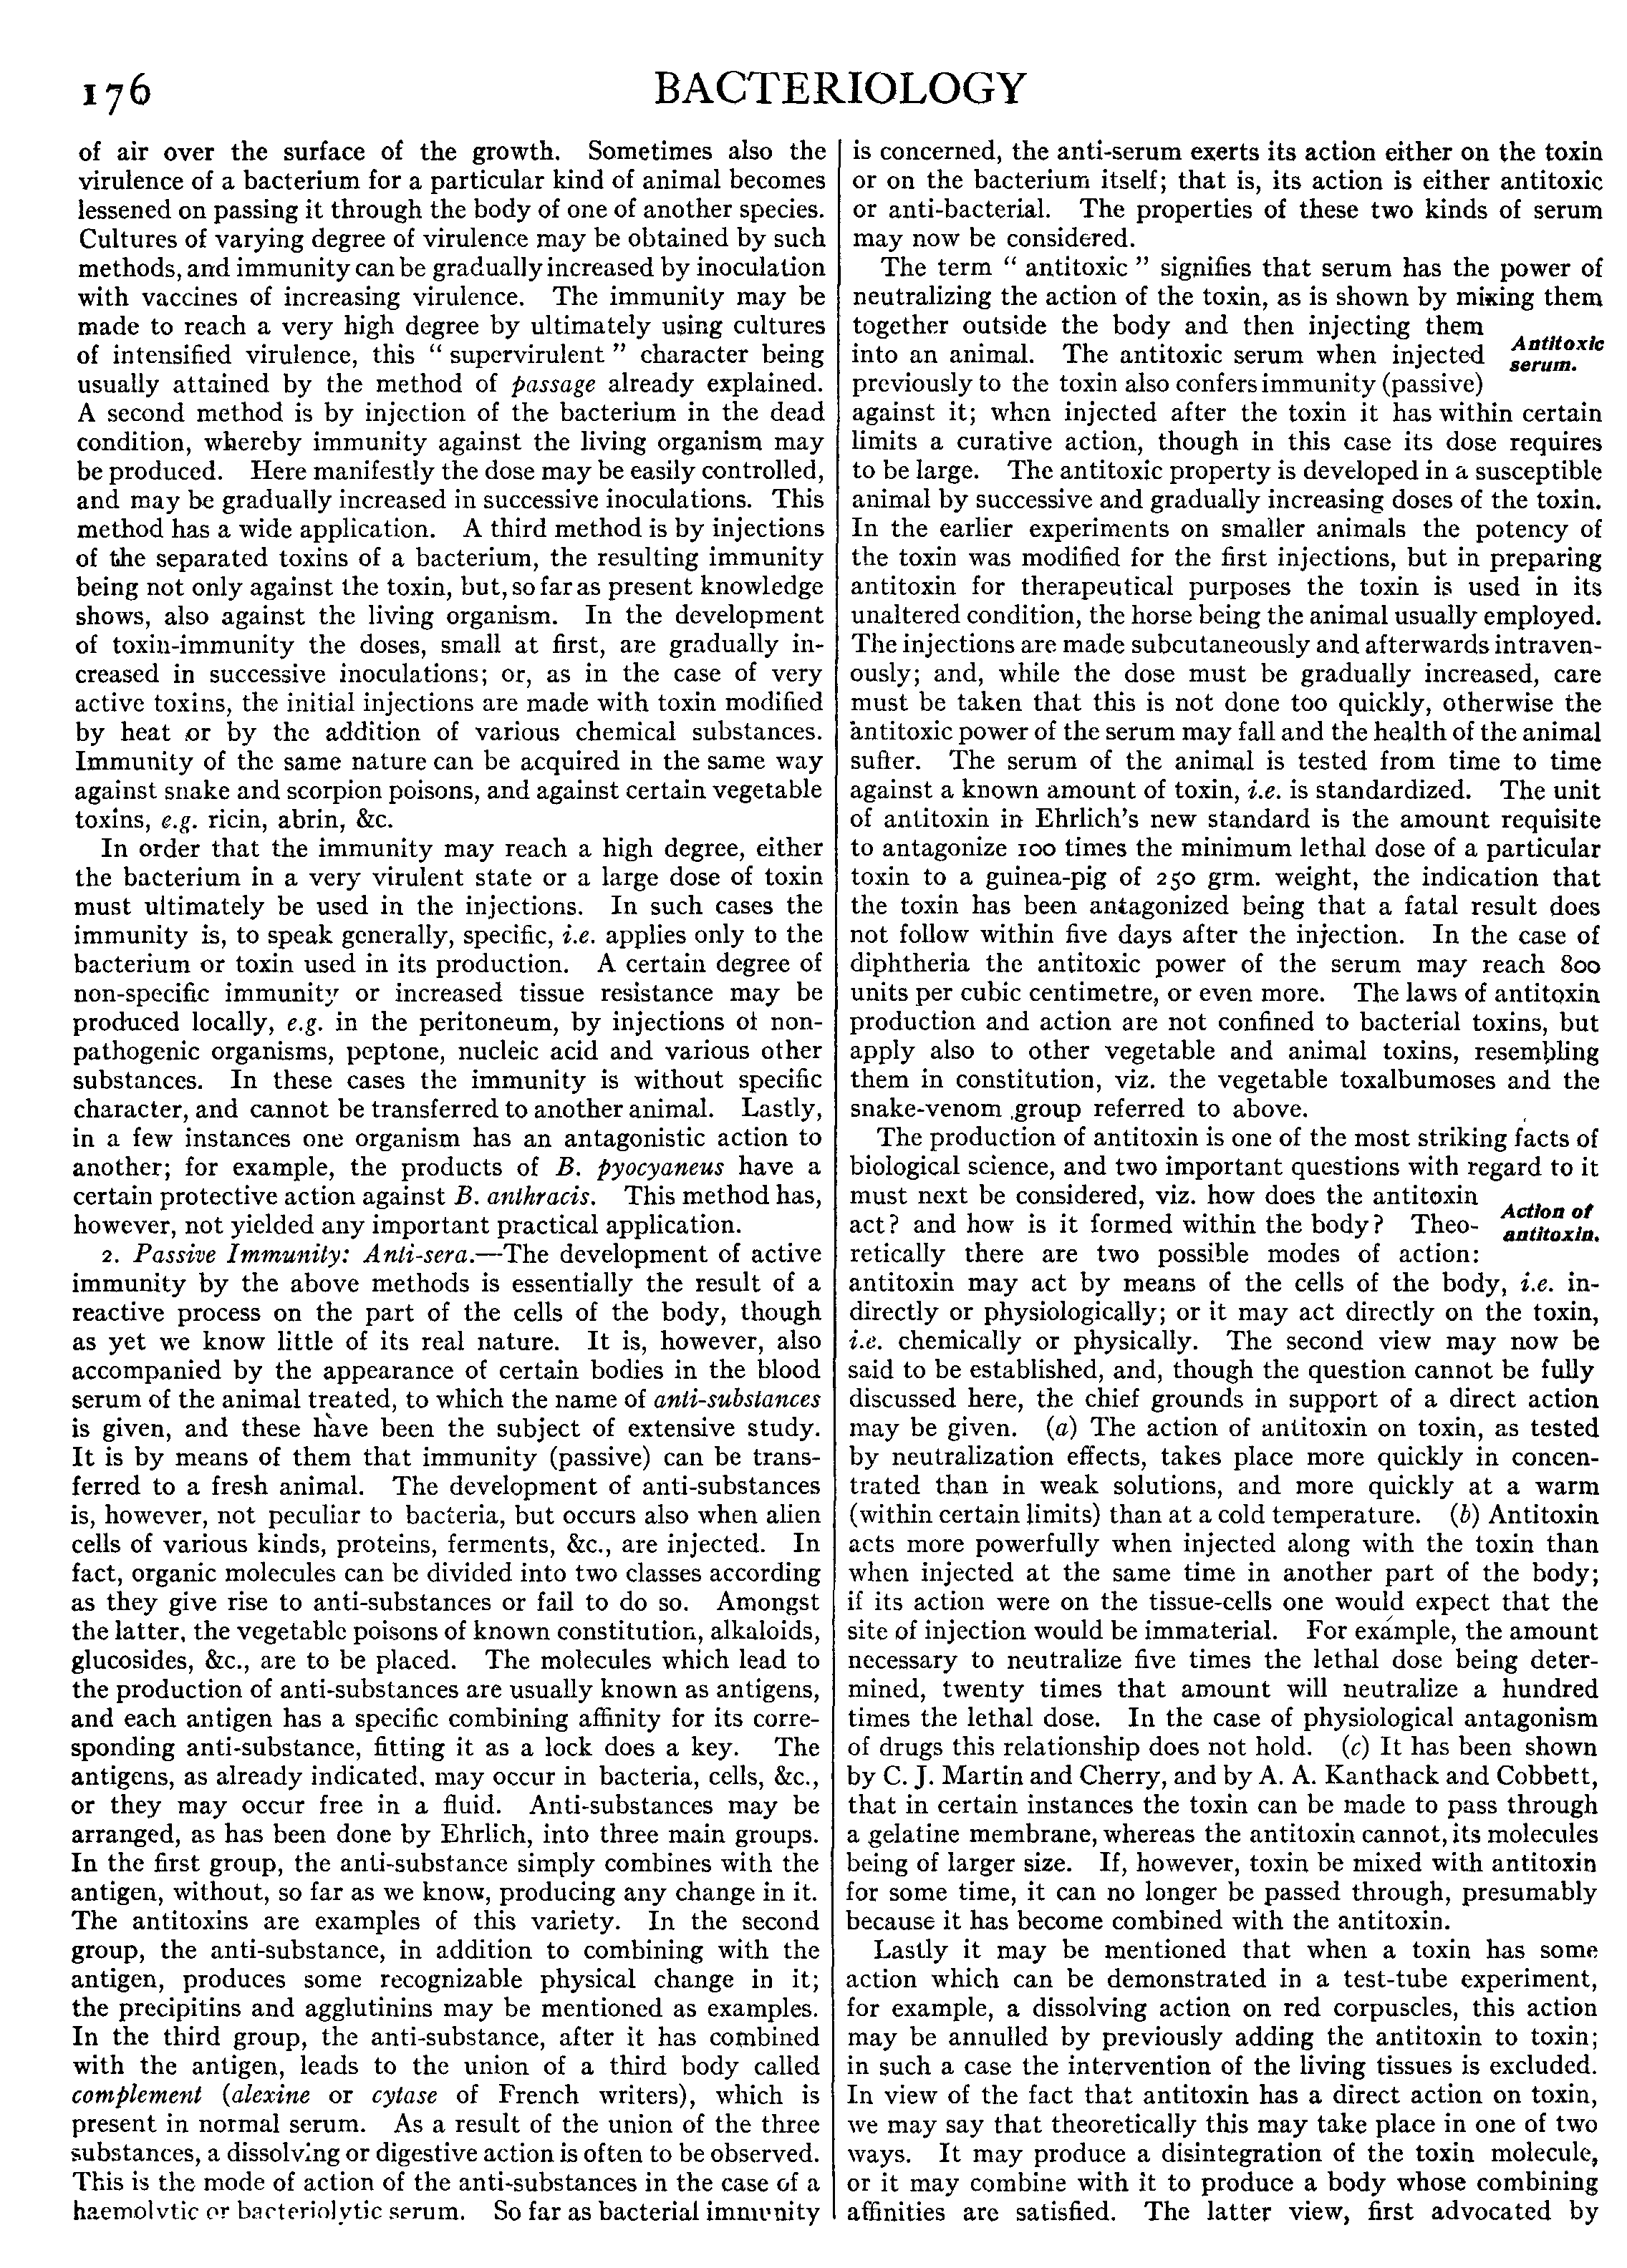 176
BACTERIOLOGY
of air over the surface of the growth. Sometimes also the
virulence of a bacterium for a particular kind of animal becomes
lessened on passing it through the body of one of another species.
Cultures of varying degree of virulence may be obtained by such
methods, and immunity can be gradually increased by inoculation
with vaccines of increasing virulence. The immunity may be
made to reach a very high degree by ultimately using cultures
of intensified virulence, this “ supervirulent ” character being
usually attained by the method of passage already explained.
A second method is by injection of the bacterium in the dead
condition, whereby immunity against the living organism may
be produced. Here manifestly the dose may be easily controlled,
and may be gradually increased in successive inoculations. This
method has a wide application. A third method is by injections
of the separated toxins of a bacterium, the resulting immunity
being not only against the toxin, but, so far as present knowledge
shows, also against the living organism. In the development
of toxin-immunity the doses, small at first, are gradually in-
creased in successive inoculations; or, as in the case of very
active toxins, the initial injections are made with toxin modified
by heat or by the addition of various chemical substances.
Immunity of the same nature can be acquired in the same way
against snake and scorpion poisons, and against certain vegetable
toxins, e.g. ricin, abrin, &c.
In order that the immunity may reach a high degree, either
the bacterium in a very virulent state or a large dose of toxin
must ultimately be used in the injections. In such cases the
immunity is, to speak generally, specific, i.e. applies only to the
bacterium or toxin used in its production. A certain degree of
non-specific immunity or increased tissue resistance may be
produced locally, e.g. in the peritoneum, by injections of non-
pathogenic organisms, peptone, nucleic acid and various other
substances. In these cases the immunity is without specific
character, and cannot be transferred to another animal. Lastly,
in a few instances one organism has an antagonistic action to
another; for example, the products of B. pyocyaneus have a
certain protective action against B. anthracis. This method has,
however, not yielded any important practical application.
2. Passive Immunity: Anti-sera.—The development of active
immunity by the above methods is essentially the result of a
reactive process on the part of the cells of the body, though
as yet we know little of its real nature. It is, however, also
accompanied by the appearance of certain bodies in the blood
serum of the animal treated, to which the name of anti-substances
is given, and these have been the subject of extensive study.
It is by means of them that immunity (passive) can be trans-
ferred to a fresh animal. The development of anti-substances
is, however, not peculiar to bacteria, but occurs also when alien
cells of various kinds, proteins, ferments, &c., are injected. In
fact, organic molecules can be divided into two classes according
as they give rise to anti-substances or fail to do so. Amongst
the latter, the vegetable poisons of known constitution, alkaloids,
glucosides, &c., are to be placed. The molecules which lead to
the production of anti-substances are usually known as antigens,
and each antigen has a specific combining affinity for its corre-
sponding anti-substance, fitting it as a lock does a key. The
antigens, as already indicated, may occur in bacteria, cells, &c.,
or they may occur free in a fluid. Anti-substances may be
arranged, as has been done by Ehrlich, into three main groups.
In the first group, the anti-substance simply combines with the
antigen, without, so far as we know, producing any change in it.
The antitoxins are examples of this variety. In the second
group, the anti-substance, in addition to combining with the
antigen, produces some recognizable physical change in it;
the precipitins and agglutinins may be mentioned as examples.
In the third group, the anti-substance, after it has combined
with the antigen, leads to the union of a third body called
complement (alexine or cytase of French writers), which is
present in normal serum. As a result of the union of the three
substances, a dissolving or digestive action is often to be observed.
This is the mode of action of the anti-substances in the case of a
haemolytic or bacteriolytic serum. So far as bacterial immunity
is concerned, the anti-serum exerts its action either on the toxin
or on the bacterium itself; that is, its action is either antitoxic
or anti-bacterial. The properties of these two kinds of serum
may now be considered.
The term “ antitoxic ” signifies that serum has the power of
neutralizing the action of the toxin, as is shown by mixing them
together outside the body and then injecting them
into an animal. The antitoxic serum when injected
previously to the toxin also confers immunity (passive)
Antitoxic
serum.
against it; when injected after the toxin it has within certain
limits a curative action, though in this case its dose requires
to be large. The antitoxic property is developed in a susceptible
animal by successive and gradually increasing doses of the toxin.
In the earlier experiments on smaller animals the potency of
the toxin was modified for the first injections, but in preparing
antitoxin for therapeutical purposes the toxin is used in its
unaltered condition, the horse being the animal usually employed.
The injections are made subcutaneously and afterwards intraven-
ously; and, while the dose must be gradually increased, care
must be taken that this is not done too quickly, otherwise the
antitoxic power of the serum may fall and the health of the animal
suffer. The serum of the animal is tested from time to time
against a known amount of toxin, i.e. is standardized. The unit
of antitoxin in Ehrlich's new standard is the amount requisite
to antagonize 100 times the minimum lethal dose of a particular
toxin to a guinea-pig of 250 grm. weight, the indication that
the toxin has been antagonized being that a fatal result does
not follow within five days after the injection. In the case of
diphtheria the antitoxic power of the serum may reach 800
units per cubic centimetre, or even more. The laws of antitoxin
production and action are not confined to bacterial toxins, but
apply also to other vegetable and animal toxins, resembling
them in constitution, viz. the vegetable toxalbumoses and the
snake-venom group referred to above.
The production of antitoxin is one of the most striking facts of
biological science, and two important questions with regard to it
must next be considered, viz. how does the antitoxin
act? and how is it formed within the body? Theo-
retically there are two possible modes of action:
Action of
antitoxin.
antitoxin may act by means of the cells of the body, i.e. in-
directly or physiologically; or it may act directly on the toxin,
i.e. chemically or physically. The second view may now be
said to be established, and, though the question cannot be fully
discussed here, the chief grounds in support of a direct action
may be given. (a) The action of antitoxin on toxin, as tested
by neutralization effects, takes place more quickly in concen-
trated than in weak solutions, and more quickly at a warm
(within certain limits) than at a cold temperature. (b) Antitoxin
acts more powerfully when injected along with the toxin than
when injected at the same time in another part of the body;
if its action were on the tissue-cells one would expect that the
site of injection would be immaterial. For example, the amount
necessary to neutralize five times the lethal dose being deter-
mined, twenty times that amount will neutralize a hundred
times the lethal dose. In the case of physiological antagonism
of drugs this relationship does not hold. (c) It has been shown
by C. J. Martin and Cherry, and by A. A. Kanthack and Cobbett,
that in certain instances the toxin can be made to pass through
a gelatine membrane, whereas the antitoxin cannot, its molecules
being of larger size. If, however, toxin be mixed with antitoxin
for some time, it can no longer be passed through, presumably
because it has become combined with the antitoxin.
Lastly it may be mentioned that when a toxin has some
action which can be demonstrated in a test-tube experiment,
for example, a dissolving action on red corpuscles, this action
may be annulled by previously adding the antitoxin to toxin;
in such a case the intervention of the living tissues is excluded.
In view of the fact that antitoxin has a direct action on toxin,
we may say that theoretically this may take place in one of two
ways. It may produce a disintegration of the toxin molecule,
or it may combine with it to produce a body whose combining
affinities are satisfied. The latter view, first advocated by